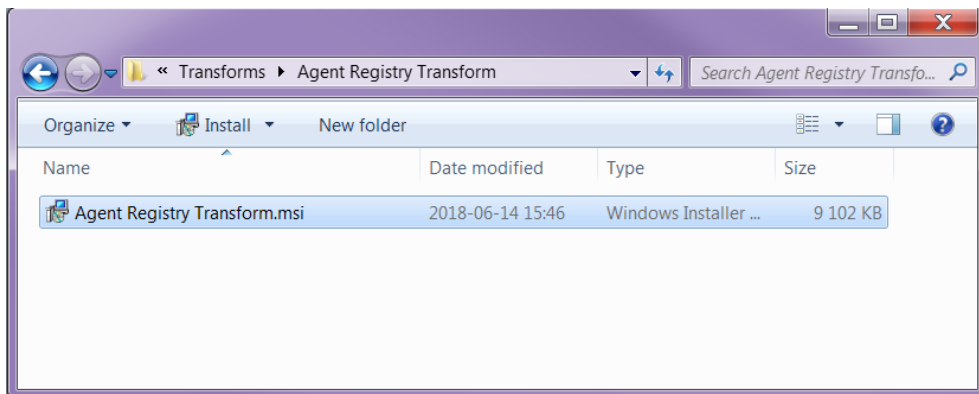 « Transforms Agent Registry Transform Search Agent Registry Transfo...
Organize Install New folder
Name Date modified Type Size
Agent Registry Transform.msi 2018-06-14 15:46 Windows Installer ... 9 102 KB